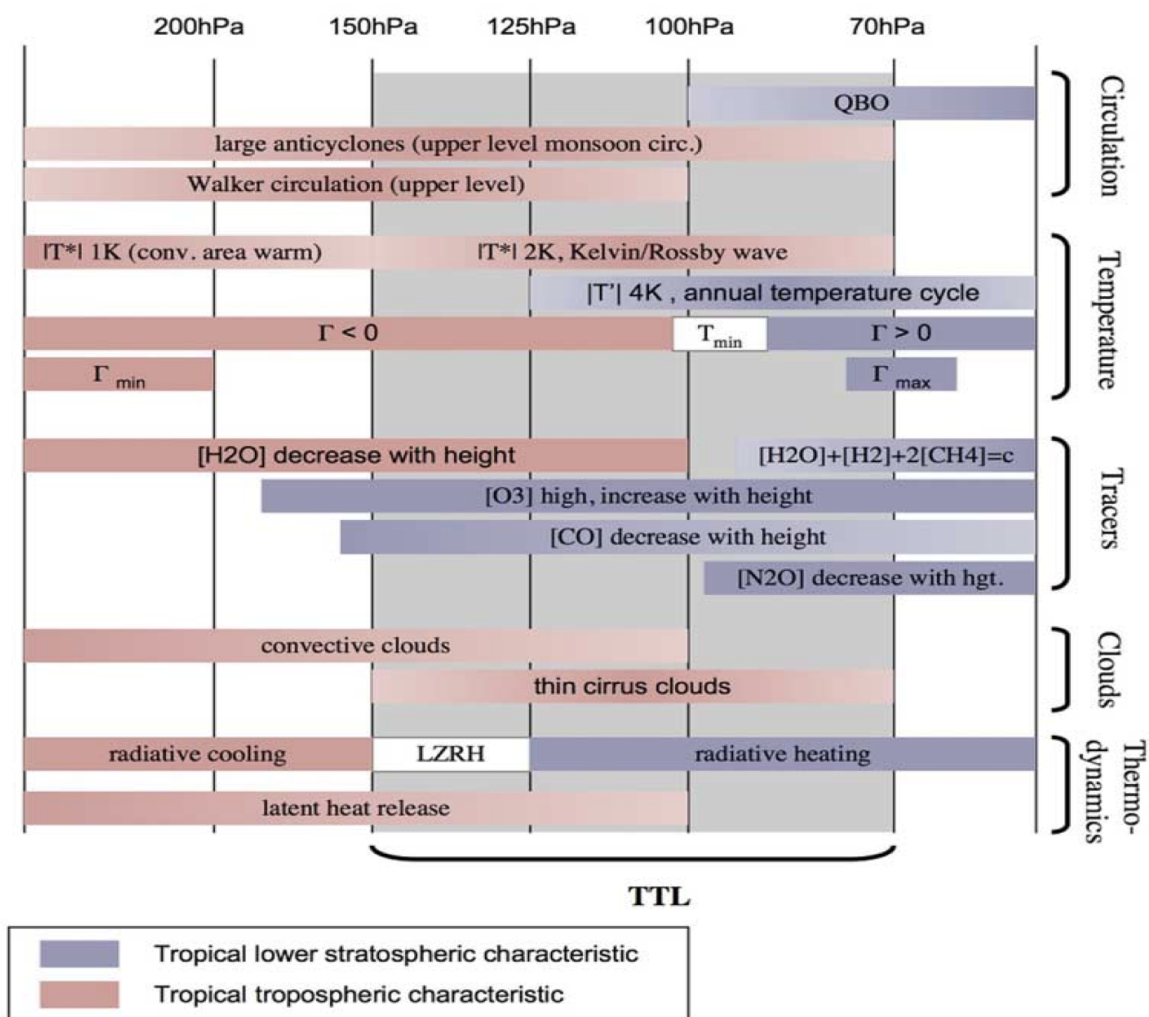 200hPa 150hPa 125hPa 100hPa 70hPa
QBO
large anticyclones (upper level monsoon circ.)
Walker circulation (upper level)
Circulation
|T*| 1K (conv. area warm) |T*| 2K, Kelvin/Rossby wave
|T'| 4K , annual temperature cycle
Γ < 0 Tmin Γ > 0
Γ min Γ max
Temperature
[H2O] decrease with height [H2O]+[H2]+2[CH4]=c
[O3] high, increase with height
[CO] decrease with height
[N2O] decrease with hgt.
Tracers
convective clouds
thin cirrus clouds
Clouds
radiative cooling LZRH radiative heating
latent heat release
Thermo-
dynamics
TTL
Tropical lower stratospheric characteristic
Tropical tropospheric characteristic